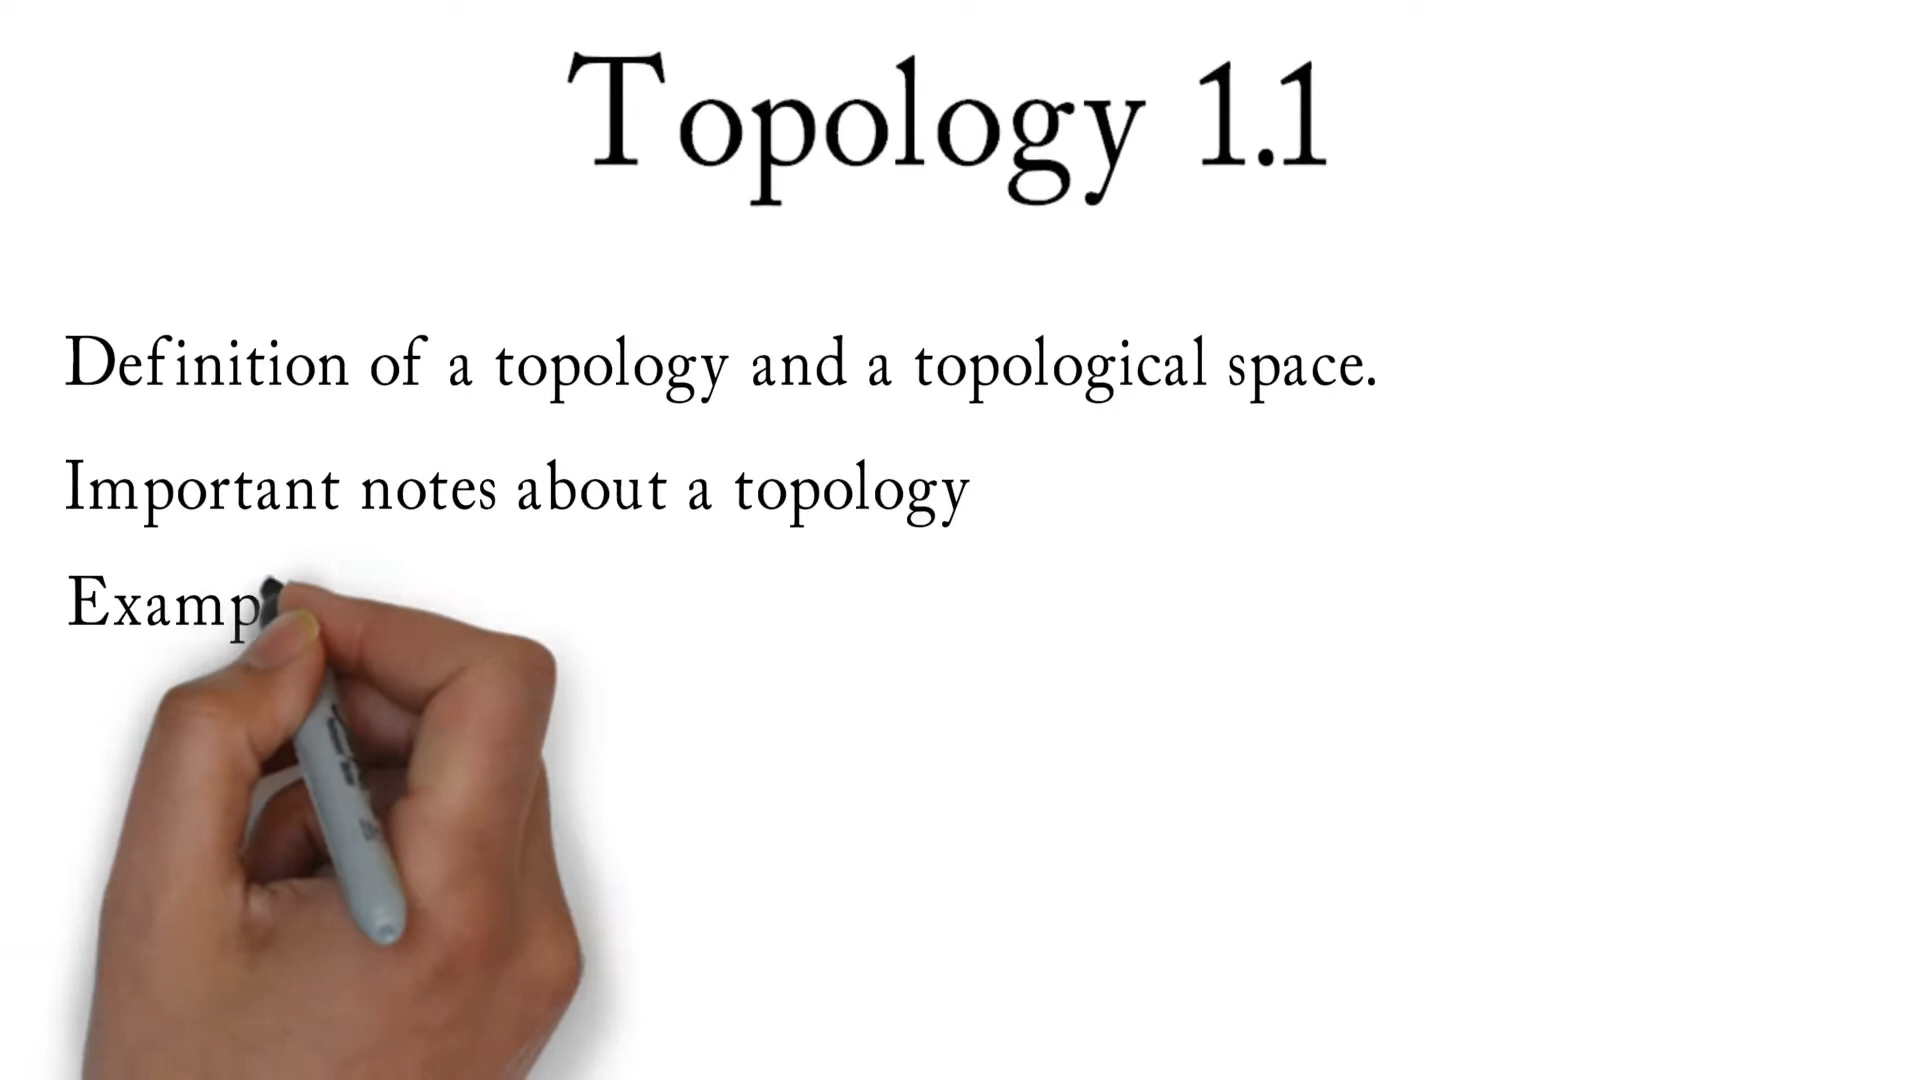 Topology 1.1
Definition of a topology and a topological space.
Important notes about a topology
Examp